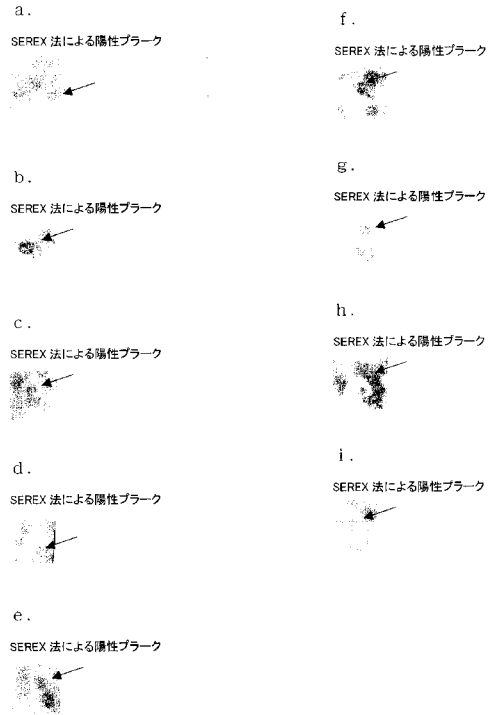 a.
SEREX 法による陽性プラーク
b.
SEREX 法による陽性プラーク
c.
SEREX 法による陽性プラーク
d.
SEREX 法による陽性プラーク
e.
SEREX 法による陽性プラーク
f.
SEREX 法による陽性プラーク
g.
SEREX 法による陽性プラーク
h.
SEREX 法による陽性プラーク
i.
SEREX 法による陽性プラーク